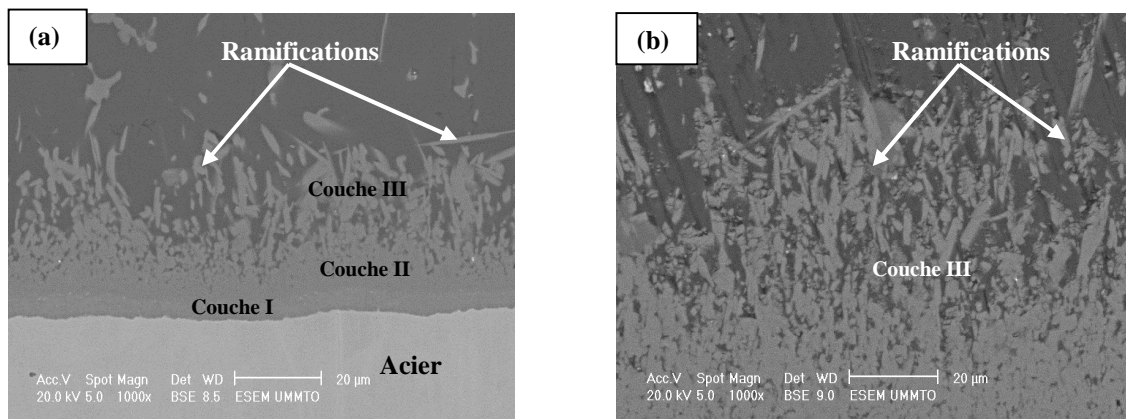 (a)
Ramifications
Couche III
Couche II
Couche I
Acier
Acc.V Spot Magn Det WD 20 µm
20.0 kV 5.0 1000x BSE 8.5 ESEM UMMTO
(b)
Ramifications
Couche III
Acc.V Spot Magn Det WD 20 µm
20.0 kV 5.0 1000x BSE 9.0 ESEM UMMTO